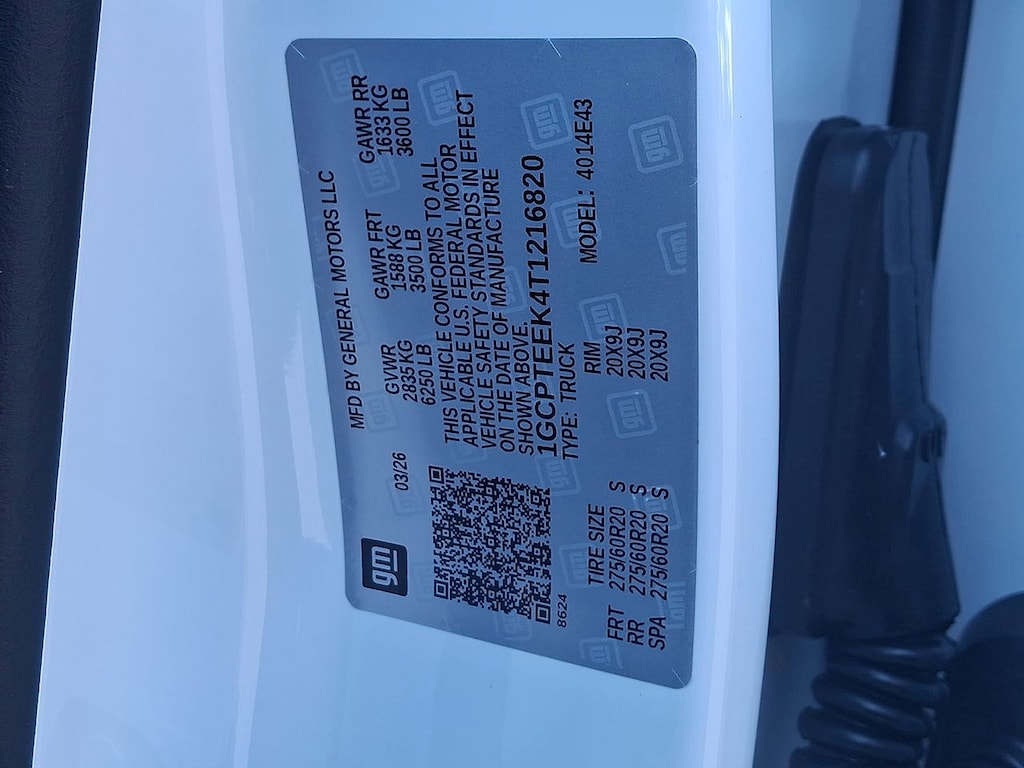 gm
03/26
MFD BY GENERAL MOTORS LLC
GVWR GAWR FRT GAWR RR
2835 KG 1588 KG 1633 KG
6250 LB 3500 LB 3600 LB
THIS VEHICLE CONFORMS TO ALL
APPLICABLE U.S. FEDERAL MOTOR
VEHICLE SAFETY STANDARDS IN EFFECT
ON THE DATE OF MANUFACTURE
SHOWN ABOVE.
1GCPTEEK4T1216820
8624
TYPE: TRUCK MODEL: 4014E43
TIRE SIZE RIM
FRT 275/60R20 S 20X9J
RR 275/60R20 S 20X9J
SPA 275/60R20 S 20X9J